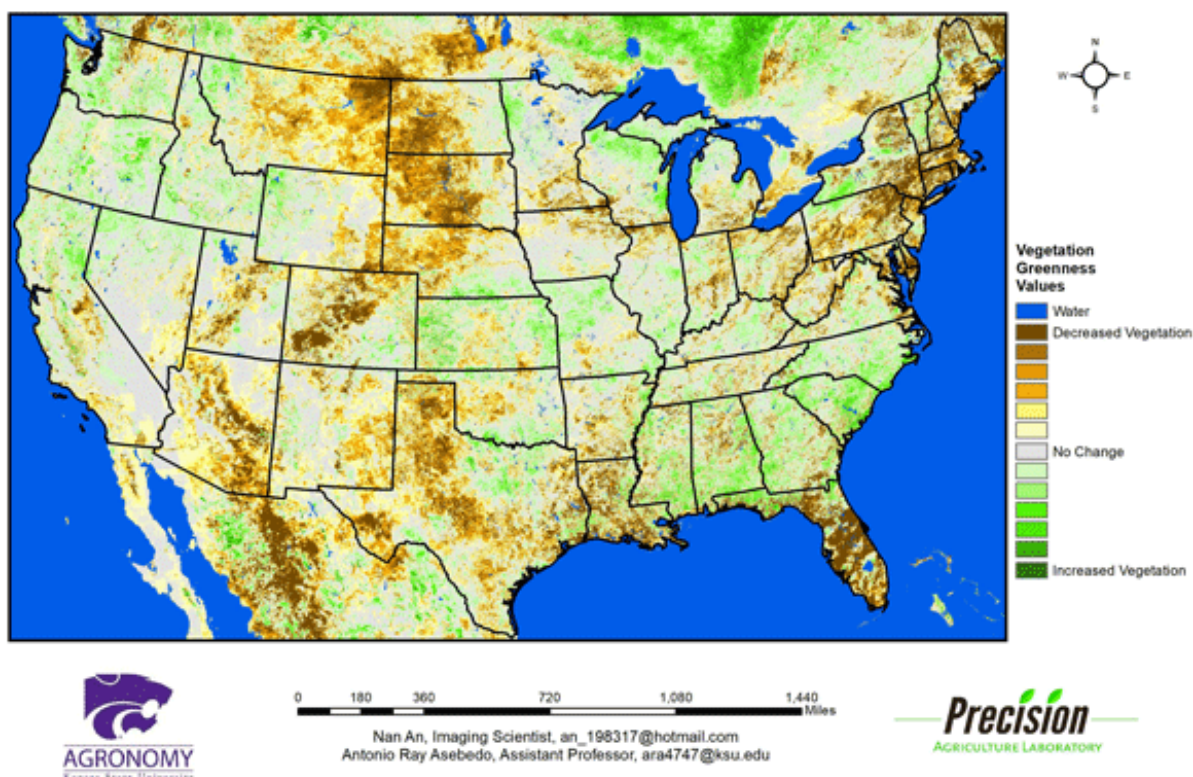 N
W E
S
Vegetation
Greenness
Values
Water
Decreased Vegetation
No Change
Increased Vegetation
0 180 360 720 1,080 1,440
Miles
Nan An, Imaging Scientist, an_198317@hotmail.com
Antonio Ray Asebedo, Assistant Professor, ara4747@ksu.edu
AGRONOMY
Precision
AGRICULTURE LABORATORY